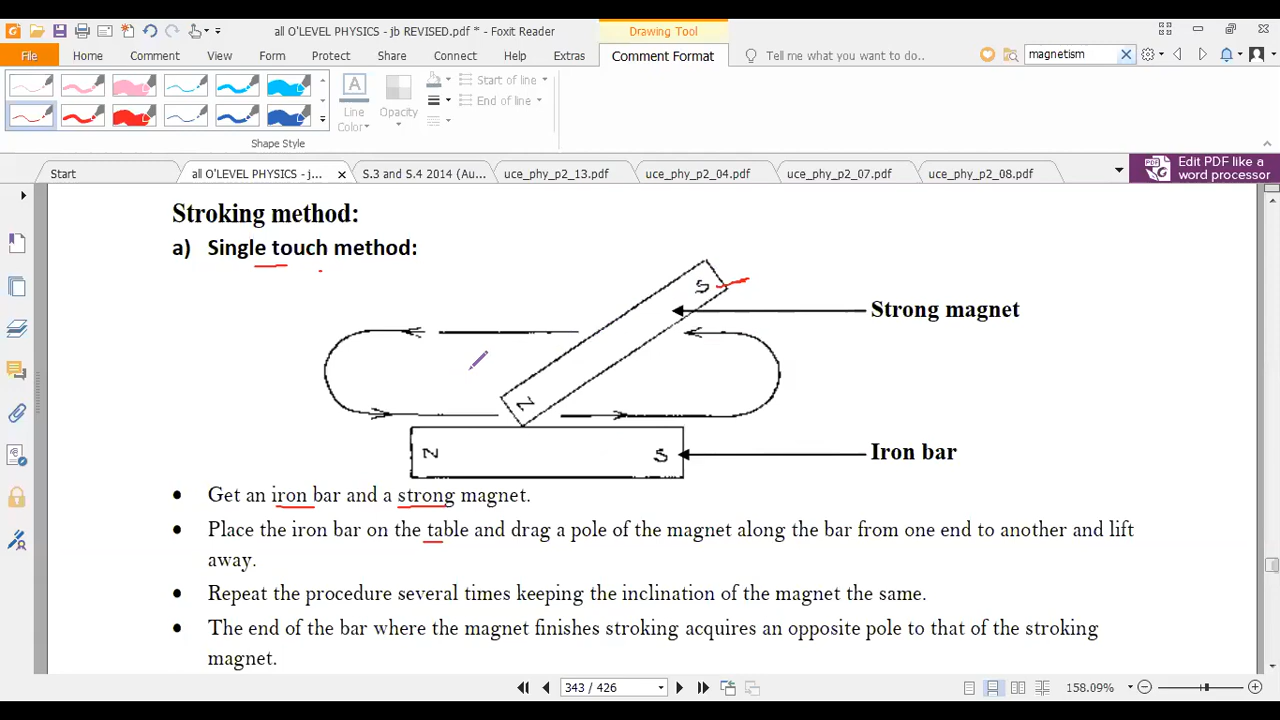 all O'LEVEL PHYSICS - jb REVISED.pdf * - Foxit Reader
Drawing Tool
File
Home
Comment
View
Form
Protect
Share
Connect
Help
Extras
Comment Format
Tell me what you want to do..
magnetism
Line
Color
Opacity
Start of line
End of line
Shape Style
Start
all O'LEVEL PHYSICS - j...
S.3 and S.4 2014 (Au...
uce_phy_p2_13.pdf
uce_phy_p2_04.pdf
uce_phy_p2_07.pdf
uce_phy_p2_08.pdf
Edit PDF like a
word processor
Stroking method:
a) Single touch method:
S
Strong magnet
N
N
S
Iron bar
• Get an iron bar and a strong magnet.
• Place the iron bar on the table and drag a pole of the magnet along the bar from one end to another and lift
away.
• Repeat the procedure several times keeping the inclination of the magnet the same.
• The end of the bar where the magnet finishes stroking acquires an opposite pole to that of the stroking
magnet.
343 / 426
158.09%